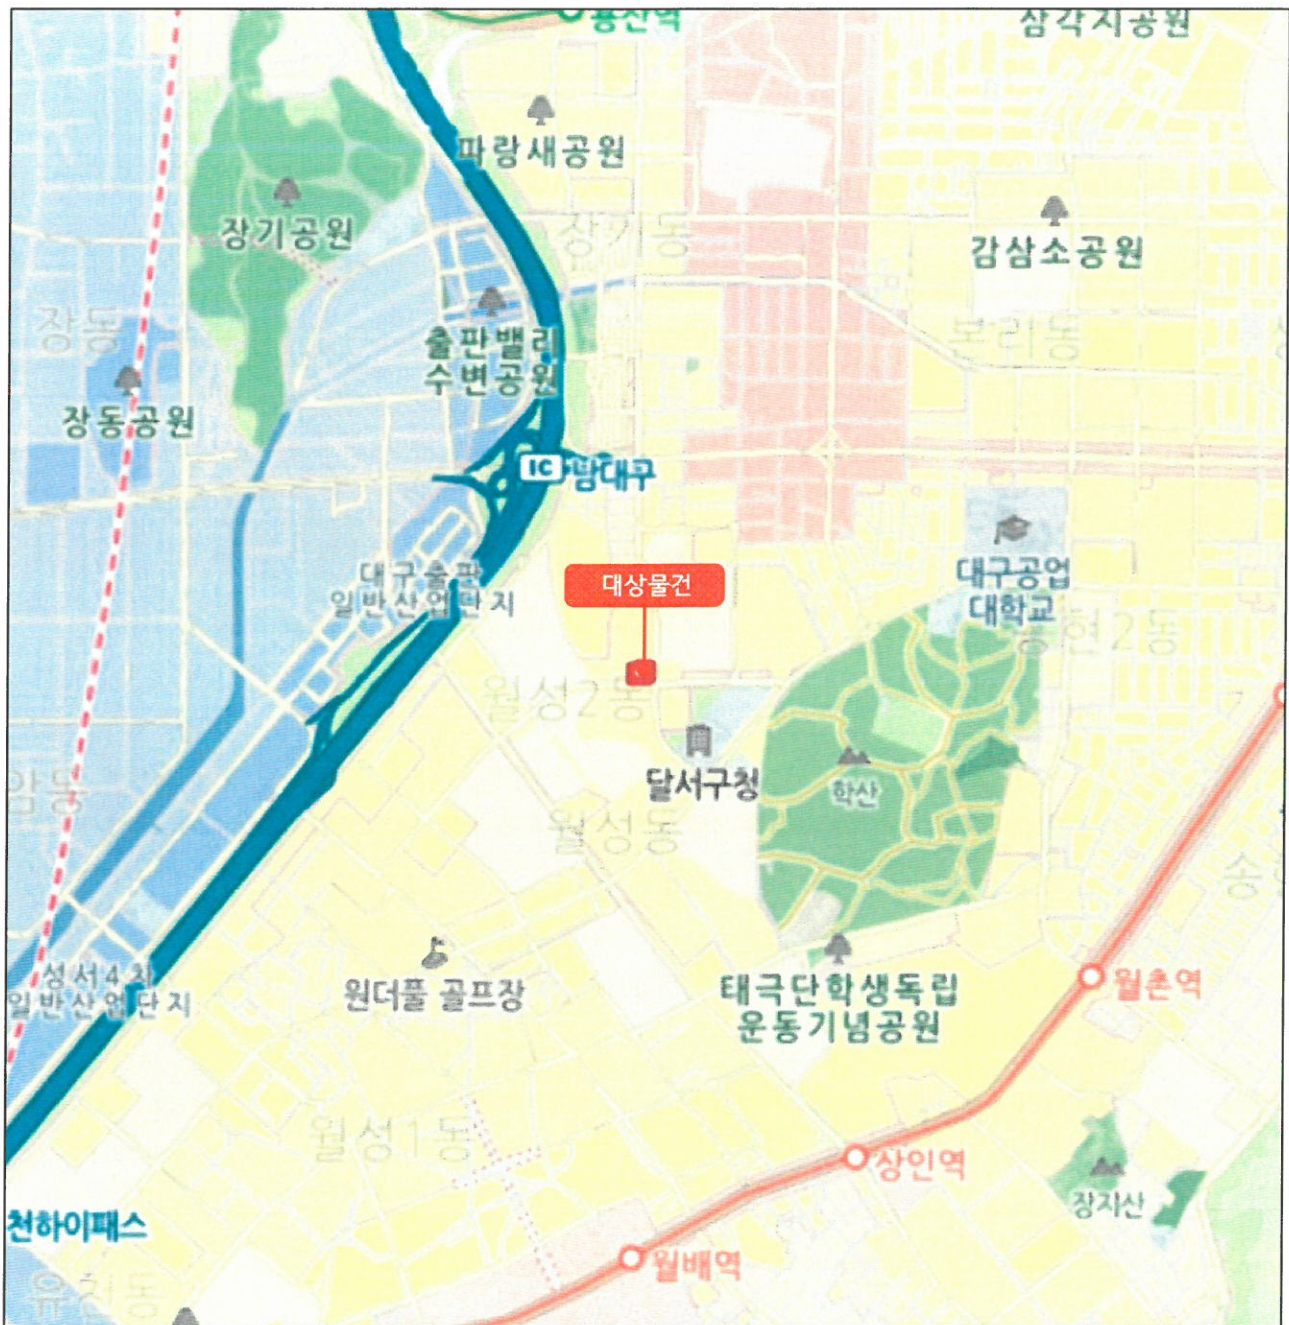 용산역
삼각지공원
파랑새공원
장기공원
장기동
감삼소공원
장동
출판밸리
수변공원
본리동
장동공원
IC 남대구
대구출판
일반산업단지
대상물건
대구공업
대학교
월성2동
달서구청
학산
월성동
성서4차
일반산업단지
원더풀 골프장
태극단학생독립
운동기념공원
월촌역
월성1동
상인역
장지산
천하이패스
월배역
유천동